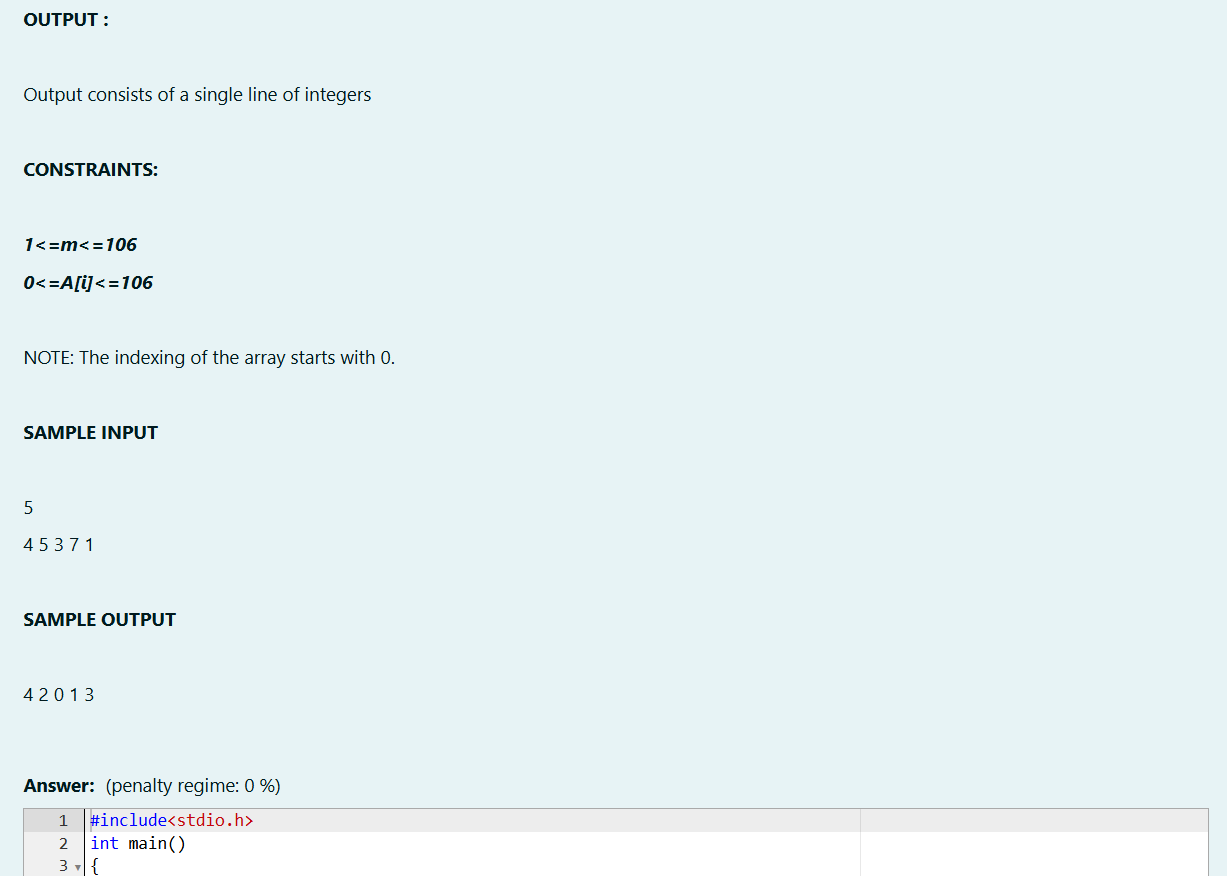 OUTPUT :
Output consists of a single line of integers
CONSTRAINTS:
1<=m<=106
0<=A[i]<=106
NOTE: The indexing of the array starts with 0.
SAMPLE INPUT
5
4 5 3 7 1
SAMPLE OUTPUT
4 2 0 1 3
Answer: (penalty regime: 0 %)
1 #include<stdio.h>
2 int main()
3 {